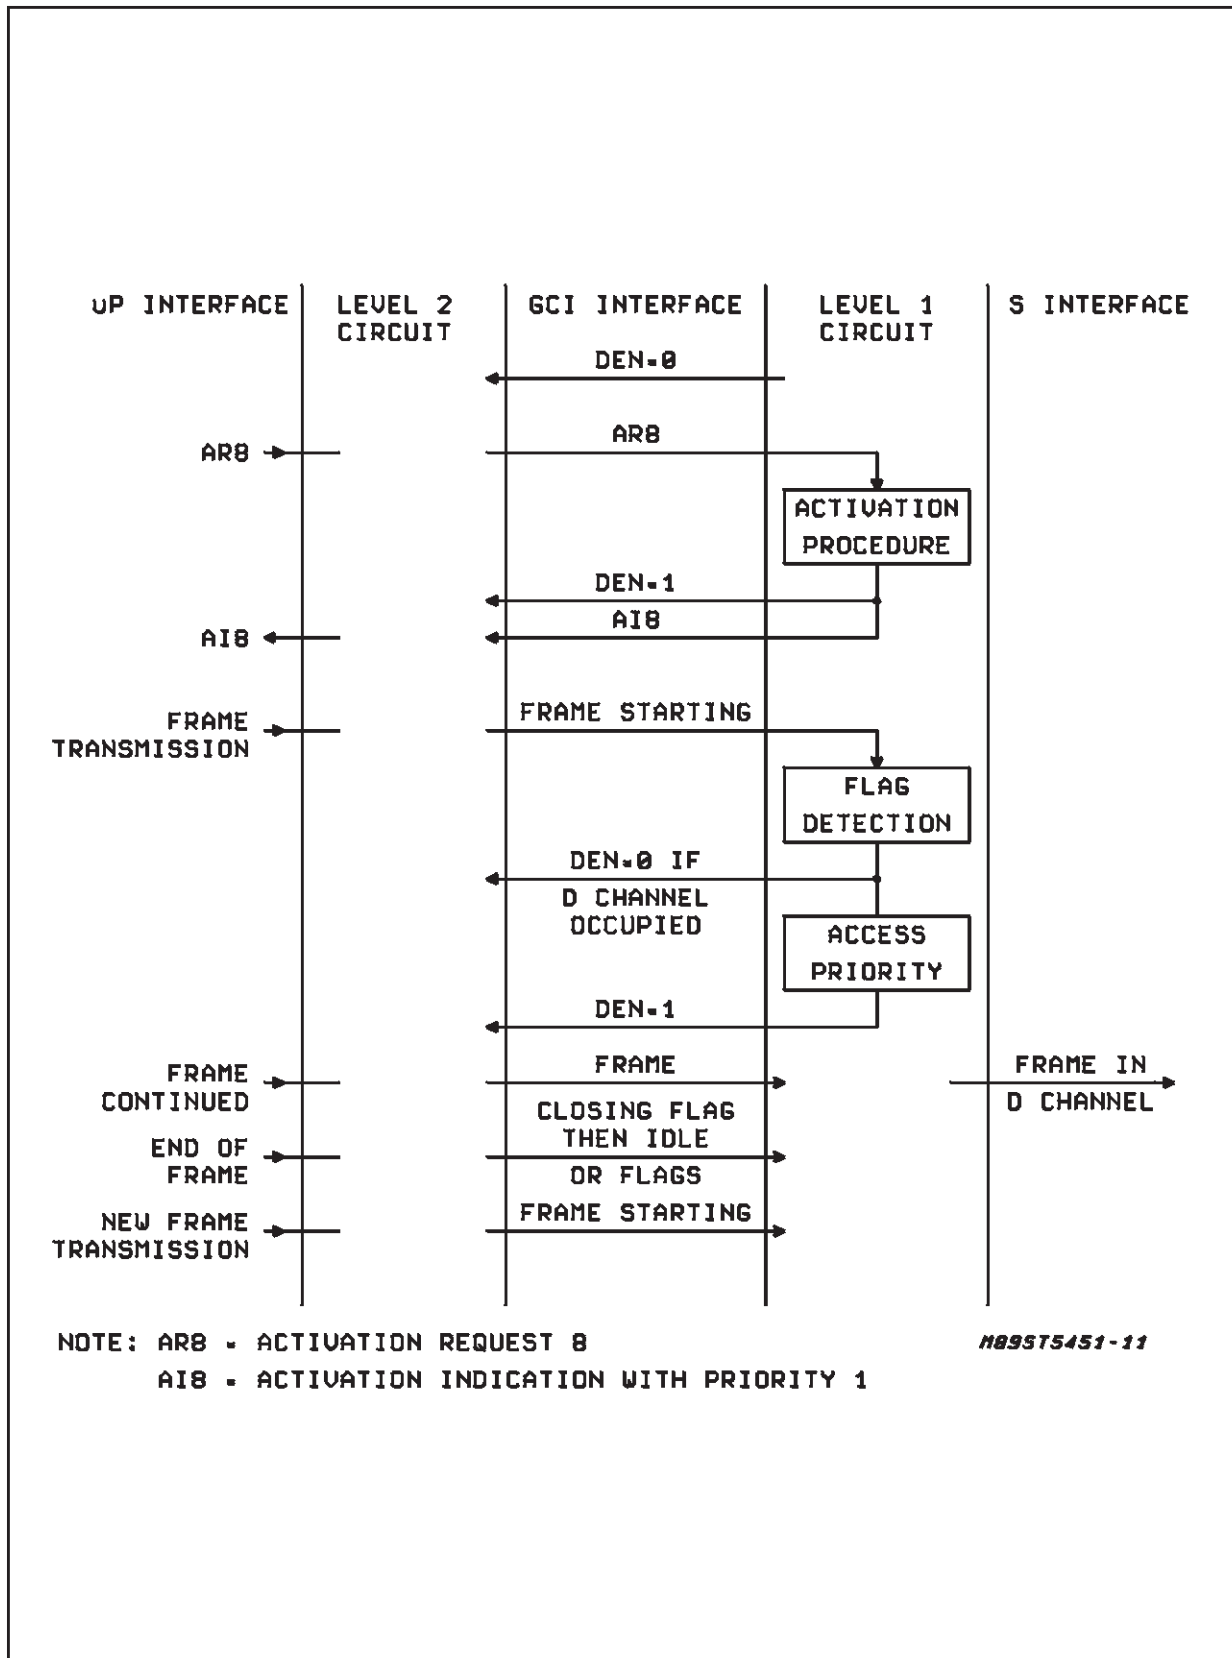 uP INTERFACE LEVEL 2 GCI INTERFACE LEVEL 1 S INTERFACE
CIRCUIT CIRCUIT
DEN=0
AR8 AR8
ACTIVATION
PROCEDURE
DEN=1
AI8 AI8
FRAME STARTING
FRAME
TRANSMISSION
FLAG
DETECTION
DEN=0 IF
D CHANNEL
OCCUPIED
ACCESS
PRIORITY
DEN=1
FRAME FRAME FRAME IN
CONTINUED D CHANNEL
CLOSING FLAG
THEN IDLE
END OF
FRAME OR FLAGS
NEW FRAME FRAME STARTING
TRANSMISSION
NOTE: AR8 = ACTIVATION REQUEST 8 M89ST5451-11
AI8 = ACTIVATION INDICATION WITH PRIORITY 1